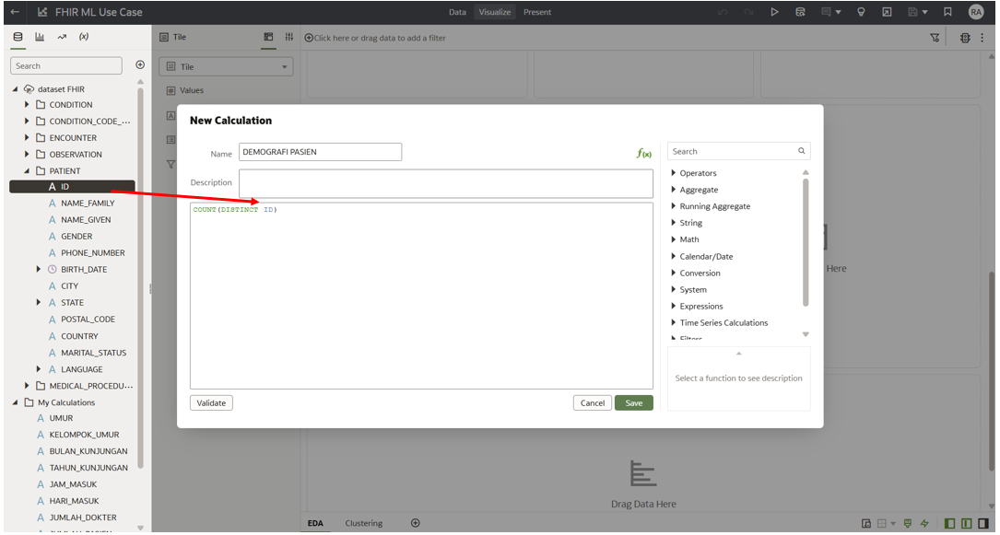 FHIR ML Use Case
Data
Visualize
Present
RA
(x)
Tile
Click here or drag data to add a filter
Search
Tile
Values
dataset FHIR
CONDITION
CONDITION_CODE_...
ENCOUNTER
OBSERVATION
PATIENT
A ID
A NAME_FAMILY
A NAME_GIVEN
A GENDER
A PHONE_NUMBER
BIRTH_DATE
A CITY
A STATE
A POSTAL_CODE
A COUNTRY
A MARITAL_STATUS
A LANGUAGE
MEDICAL_PROCEDU...
My Calculations
A UMUR
A KELOMPOK_UMUR
A BULAN_KUNJUNGAN
A TAHUN_KUNJUNGAN
A JAM_MASUK
A HARI_MASUK
A JUMLAH_DOKTER
New Calculation
Name
DEMOGRAFI PASIEN
f(x)
Description
COUNT(DISTINCT ID)
Validate
Cancel
Save
Search
Operators
Aggregate
Running Aggregate
String
Math
Calendar/Date
Conversion
System
Expressions
Time Series Calculations
Filters
Select a function to see description
Here
Drag Data Here
EDA
Clustering